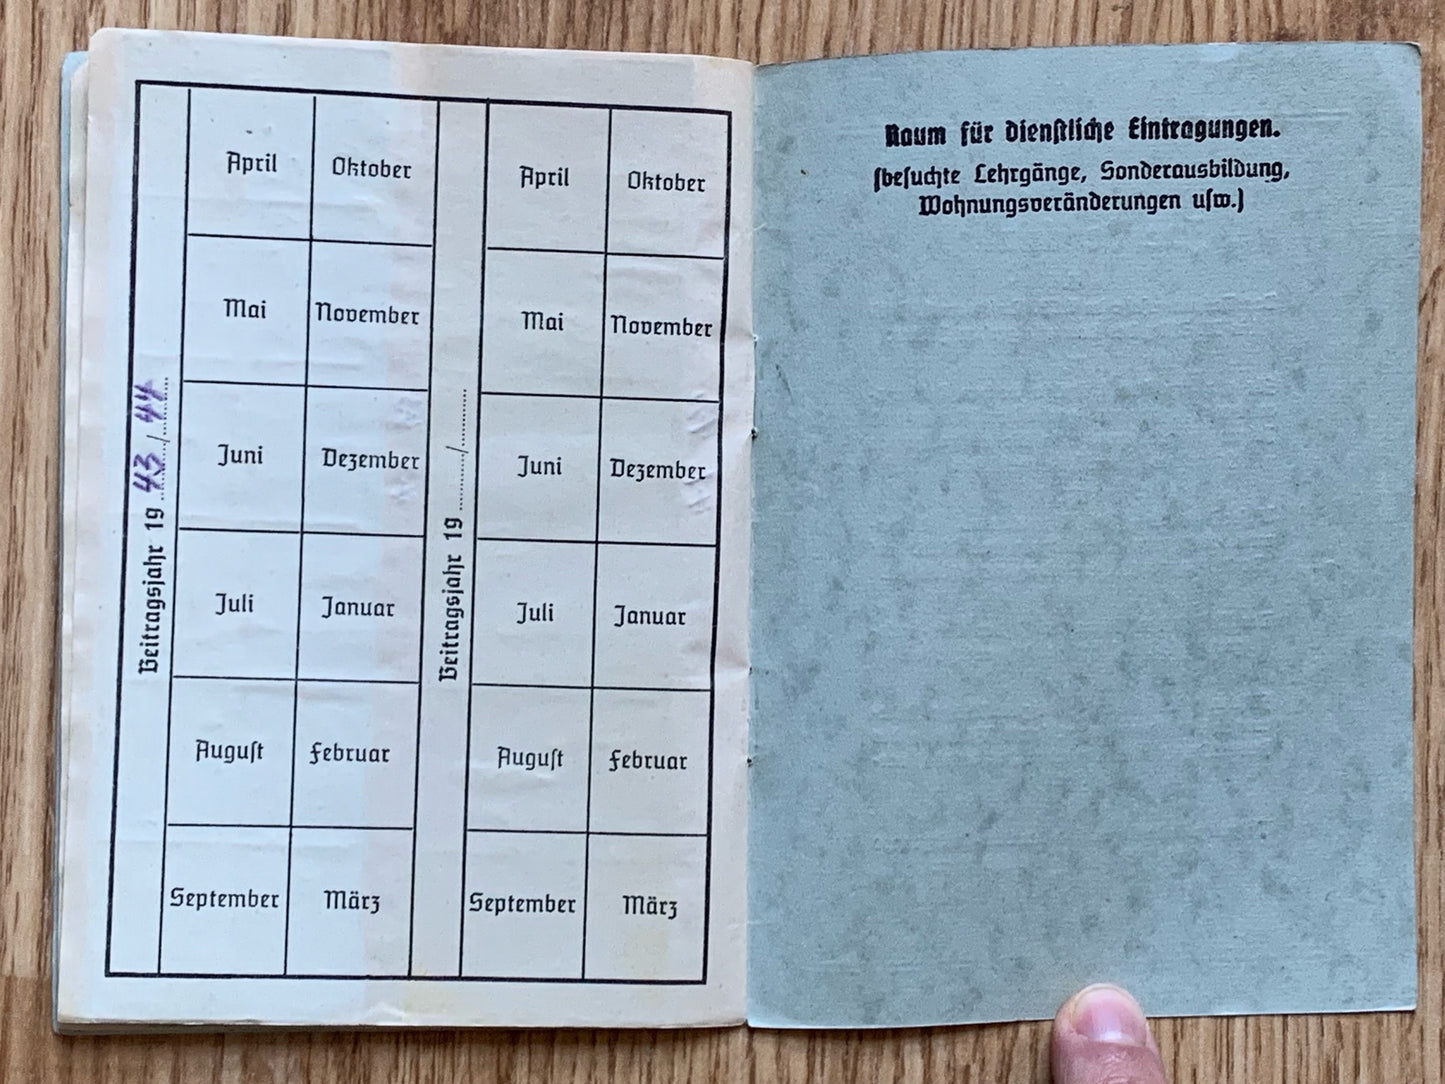 Beitragsjahr 19 43 / 44
April Oktober
Mai November
Juni Dezember
Juli Januar
Auguſt Februar
September März
Beitragsjahr 19 ........ / ........
April Oktober
Mai November
Juni Dezember
Juli Januar
Auguſt Februar
September März
Raum für dienſtliche Eintragungen.
(beſuchte Lehrgänge, Sonderausbildung,
Wohnungsveränderungen uſw.)